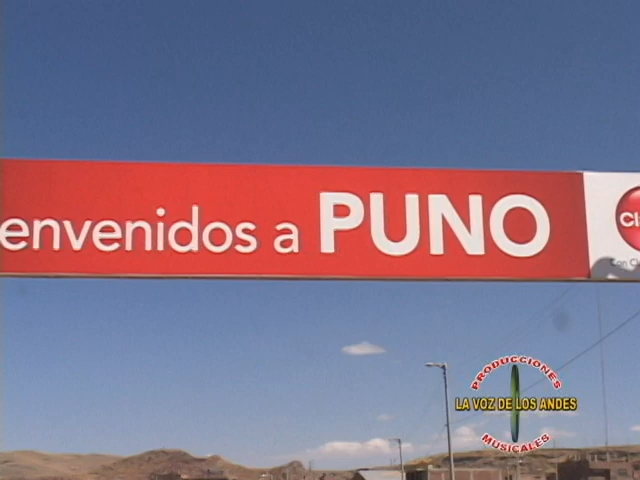 envenidos a PUNO
PRODUCCIONES
LA VOZ DE LOS ANDES
MUSICALES